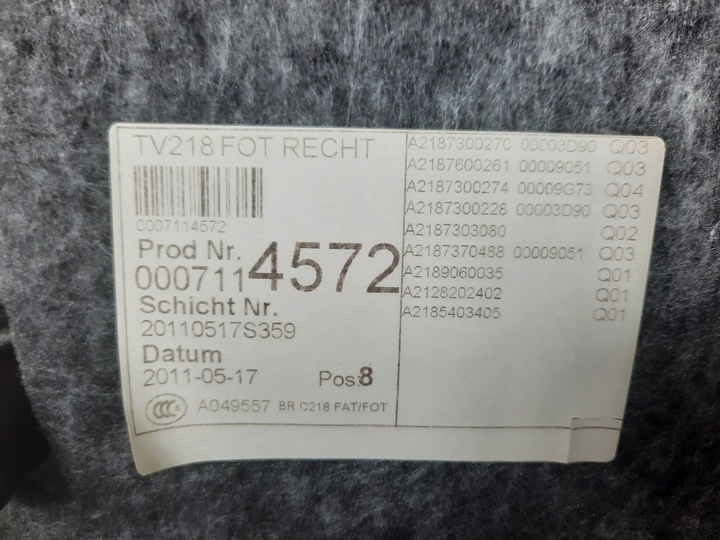 TV218 FOT RECHT
0007114572
Prod Nr.
0007114572
Schicht Nr.
20110517S359
Datum
2011-05-17 Pos 8
CCC A049557 BR C218 FAT/FOT
A2187300270 00003D90 Q03
A2187600261 00009051 Q03
A2187300274 00009G73 Q04
A2187300228 00003D90 Q03
A2187303080 Q02
A2187370488 00009051 Q03
A2189060035 Q01
A2128202402 Q01
A2185403405 Q01